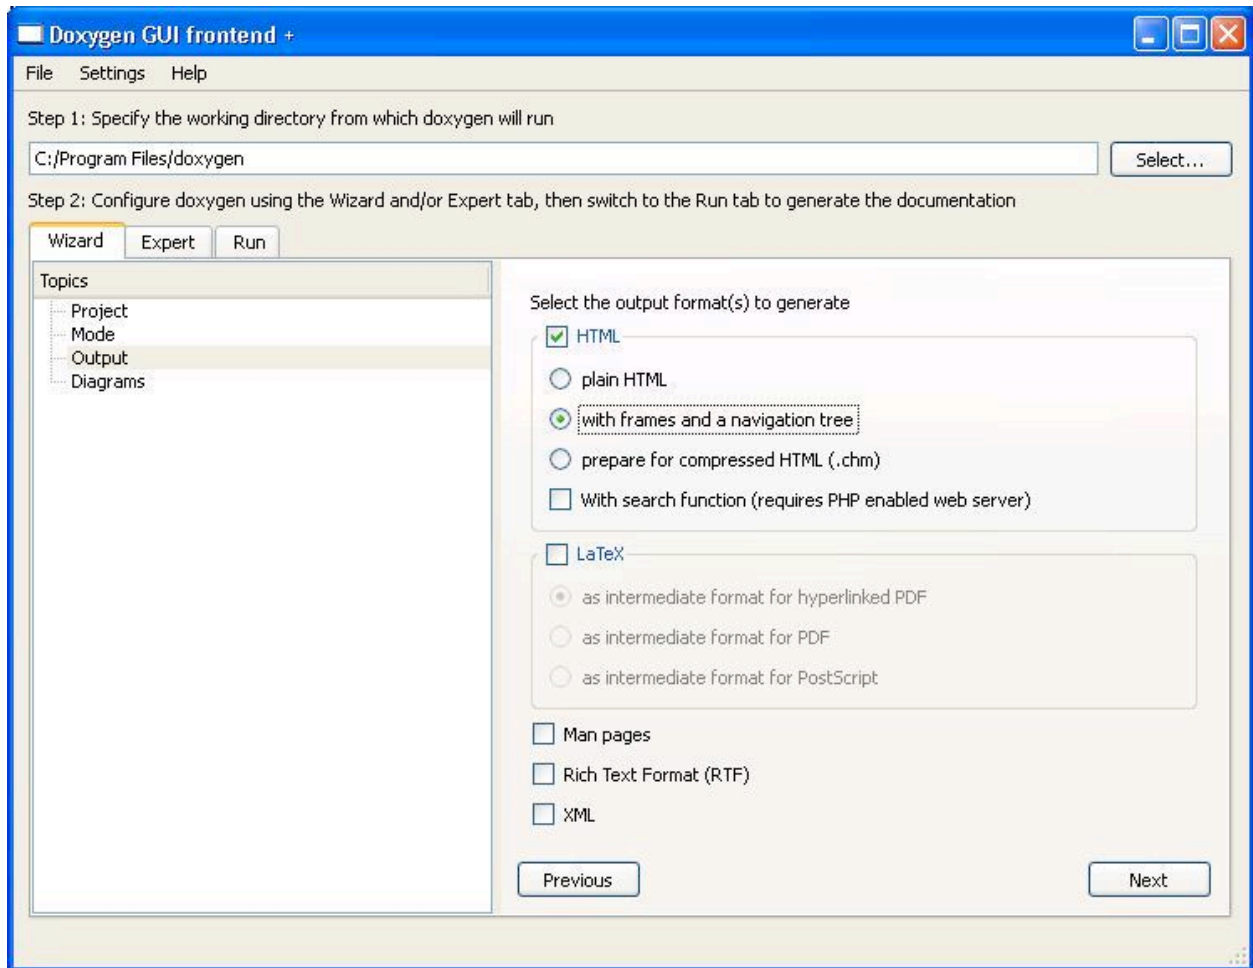 Doxygen GUI frontend +
File Settings Help
Step 1: Specify the working directory from which doxygen will run
C:/Program Files/doxygen
Select...
Step 2: Configure doxygen using the Wizard and/or Expert tab, then switch to the Run tab to generate the documentation
Wizard Expert Run
Topics
Project
Mode
Output
Diagrams
Select the output format(s) to generate
HTML
plain HTML
with frames and a navigation tree
prepare for compressed HTML (.chm)
With search function (requires PHP enabled web server)
LaTeX
as intermediate format for hyperlinked PDF
as intermediate format for PDF
as intermediate format for PostScript
Man pages
Rich Text Format (RTF)
XML
Previous Next